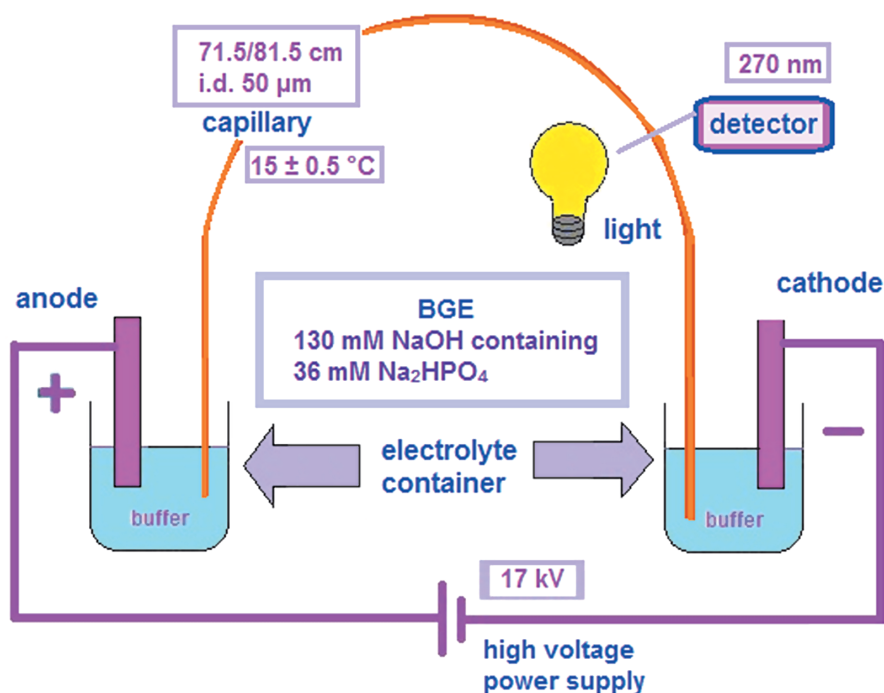 71.5/81.5 cm
i.d. 50 µm
capillary
15 ± 0.5 °C
270 nm
detector
light
anode
cathode
+
BGE
130 mM NaOH containing
36 mM Na₂HPO₄
−
electrolyte
container
buffer
buffer
17 kV
high voltage
power supply